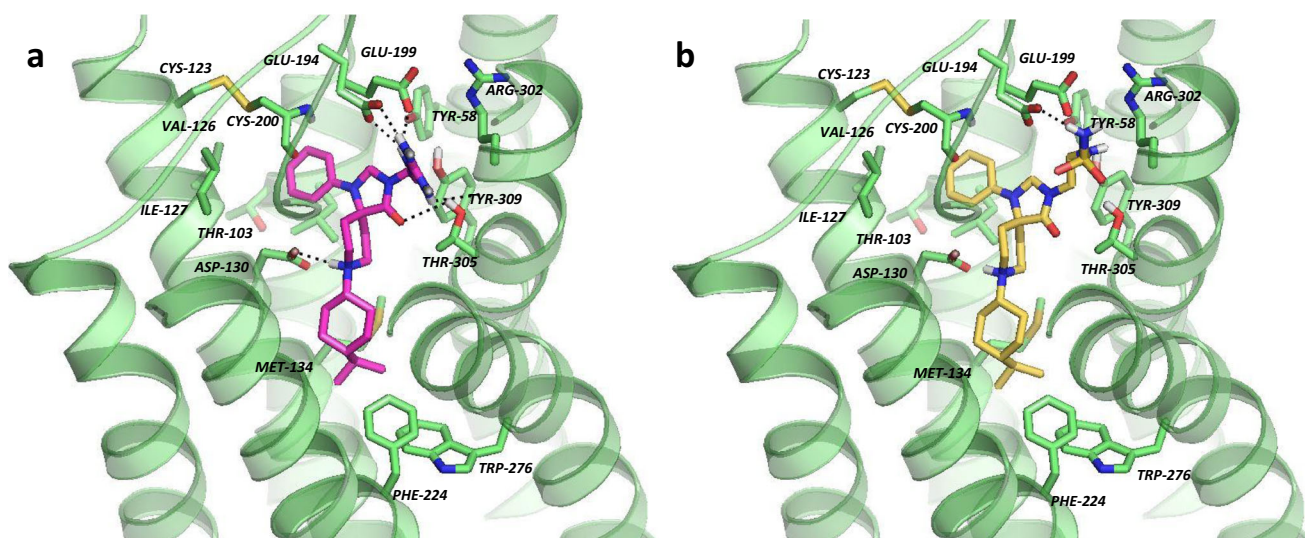 a
GLU-199
GLU-194
CYS-123
ARG-302
VAL-126
CYS-200
TYR-58
ILE-127
TYR-309
THR-103
THR-305
ASP-130
MET-134
TRP-276
PHE-224
b
GLU-199
GLU-194
CYS-123
ARG-302
VAL-126
CYS-200
TYR-58
ILE-127
TYR-309
THR-103
THR-305
ASP-130
MET-134
TRP-276
PHE-224